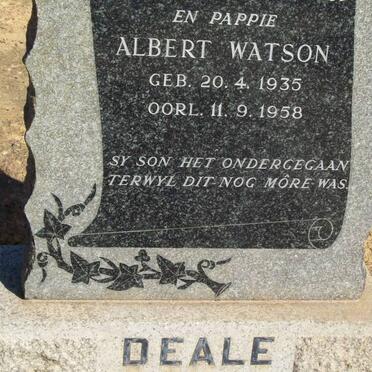 EN PAPPIE
ALBERT WATSON
GEB. 20. 4. 1935
OORL. 11. 9. 1958
SY SON HET ONDERGEGAAN
TERWYL DIT NOG MÔRE WAS.
DEALE